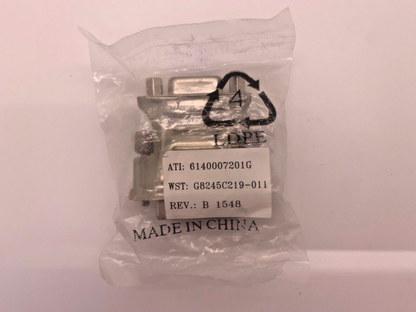 4
LDPE
ATI: 6140007201G
WST: G8245C219-011
REV.: B 1548
MADE IN CHINA